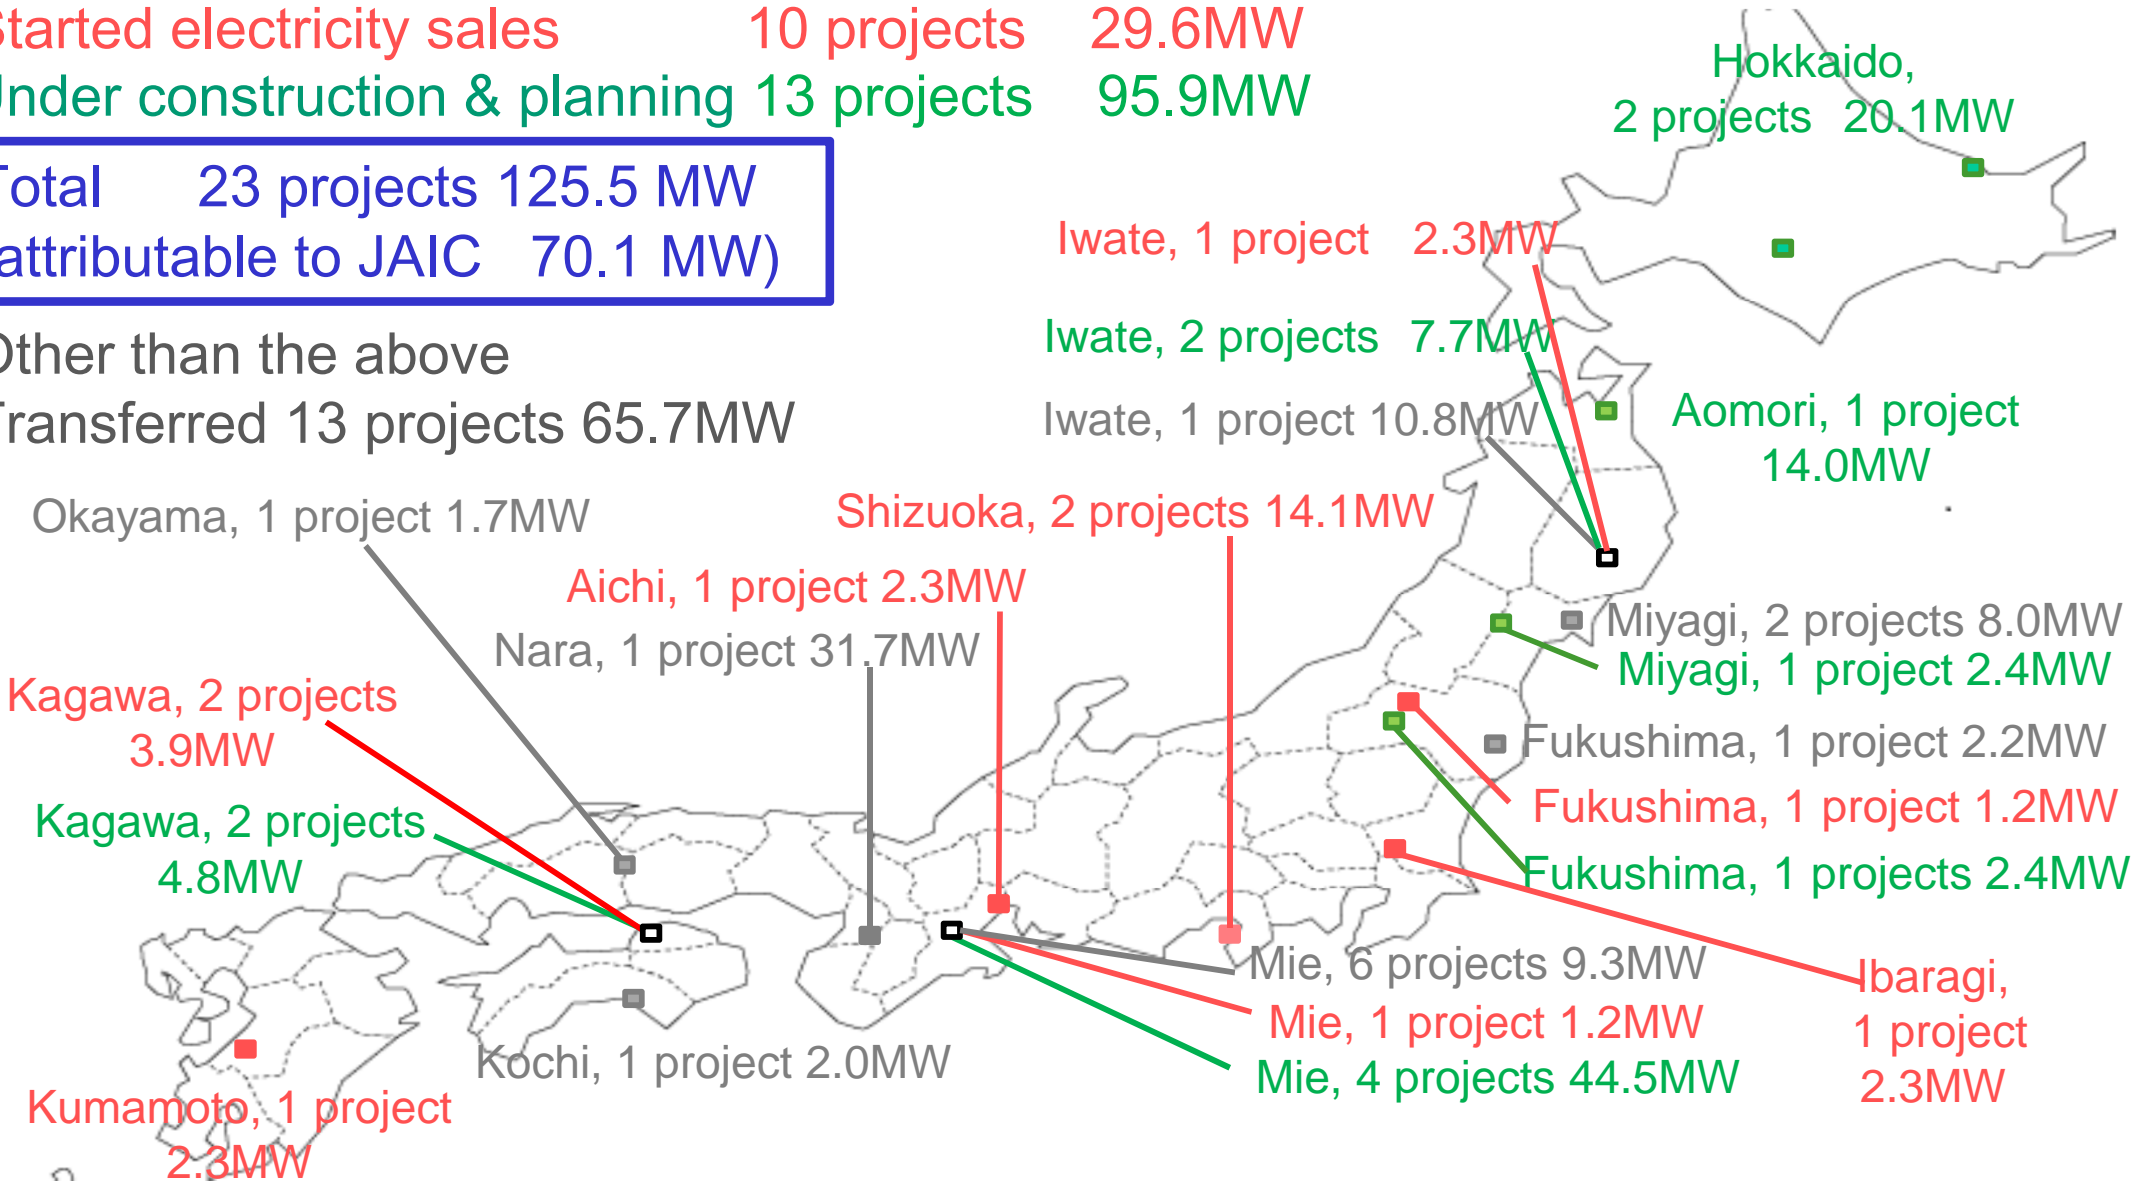 Started electricity sales 10 projects 29.6MW
Under construction & planning 13 projects 95.9MW
Total 23 projects 125.5 MW
attributable to JAIC 70.1 MW)
Other than the above
Transferred 13 projects 65.7MW
Hokkaido,
2 projects 20.1MW
Iwate, 1 project 2.3MW
Iwate, 2 projects 7.7MW
Iwate, 1 project 10.8MW
Aomori, 1 project
14.0MW
Okayama, 1 project 1.7MW
Shizuoka, 2 projects 14.1MW
Aichi, 1 project 2.3MW
Nara, 1 project 31.7MW
Miyagi, 2 projects 8.0MW
Miyagi, 1 project 2.4MW
Kagawa, 2 projects
3.9MW
Fukushima, 1 project 2.2MW
Fukushima, 1 project 1.2MW
Kagawa, 2 projects
4.8MW
Fukushima, 1 projects 2.4MW
Mie, 6 projects 9.3MW
Mie, 1 project 1.2MW
Mie, 4 projects 44.5MW
Ibaragi,
1 project
2.3MW
Kochi, 1 project 2.0MW
Kumamoto, 1 project
2.3MW